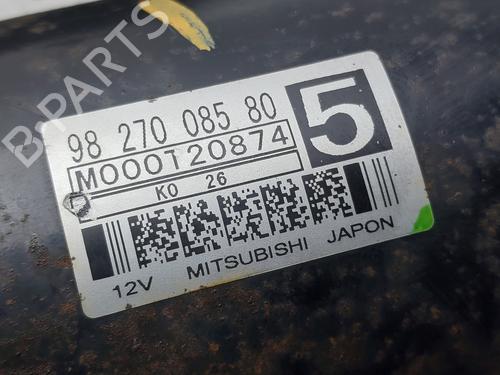 B-PARTS
98 270 085 80
5
M000T20874
K0 26
12V MITSUBISHI JAPON